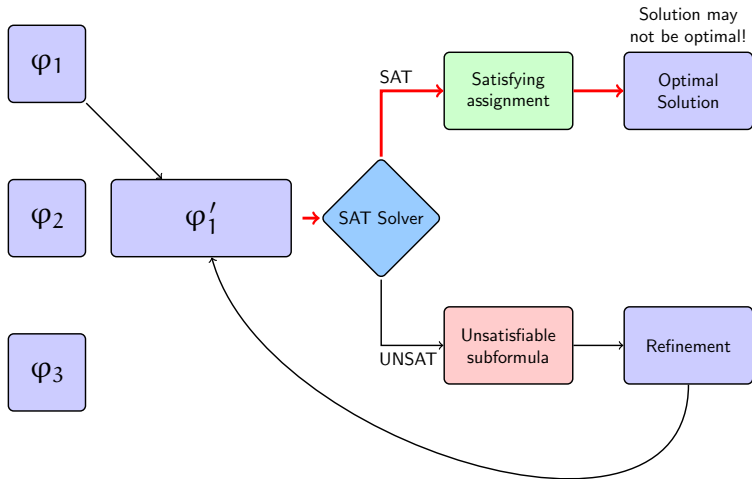 Solution may
not be optimal!
φ₁
SAT
Satisfying
assignment
Optimal
Solution
φ₂
φ₁′
SAT Solver
φ₃
UNSAT
Unsatisfiable
subformula
Refinement